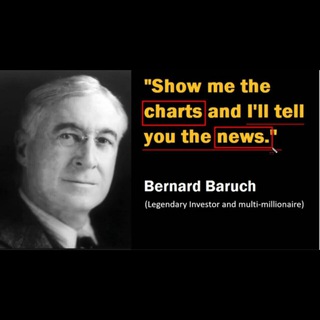 "Show me the
charts and I'll tell
you the news."
Bernard Baruch
(Legendary Investor and multi-millionaire)